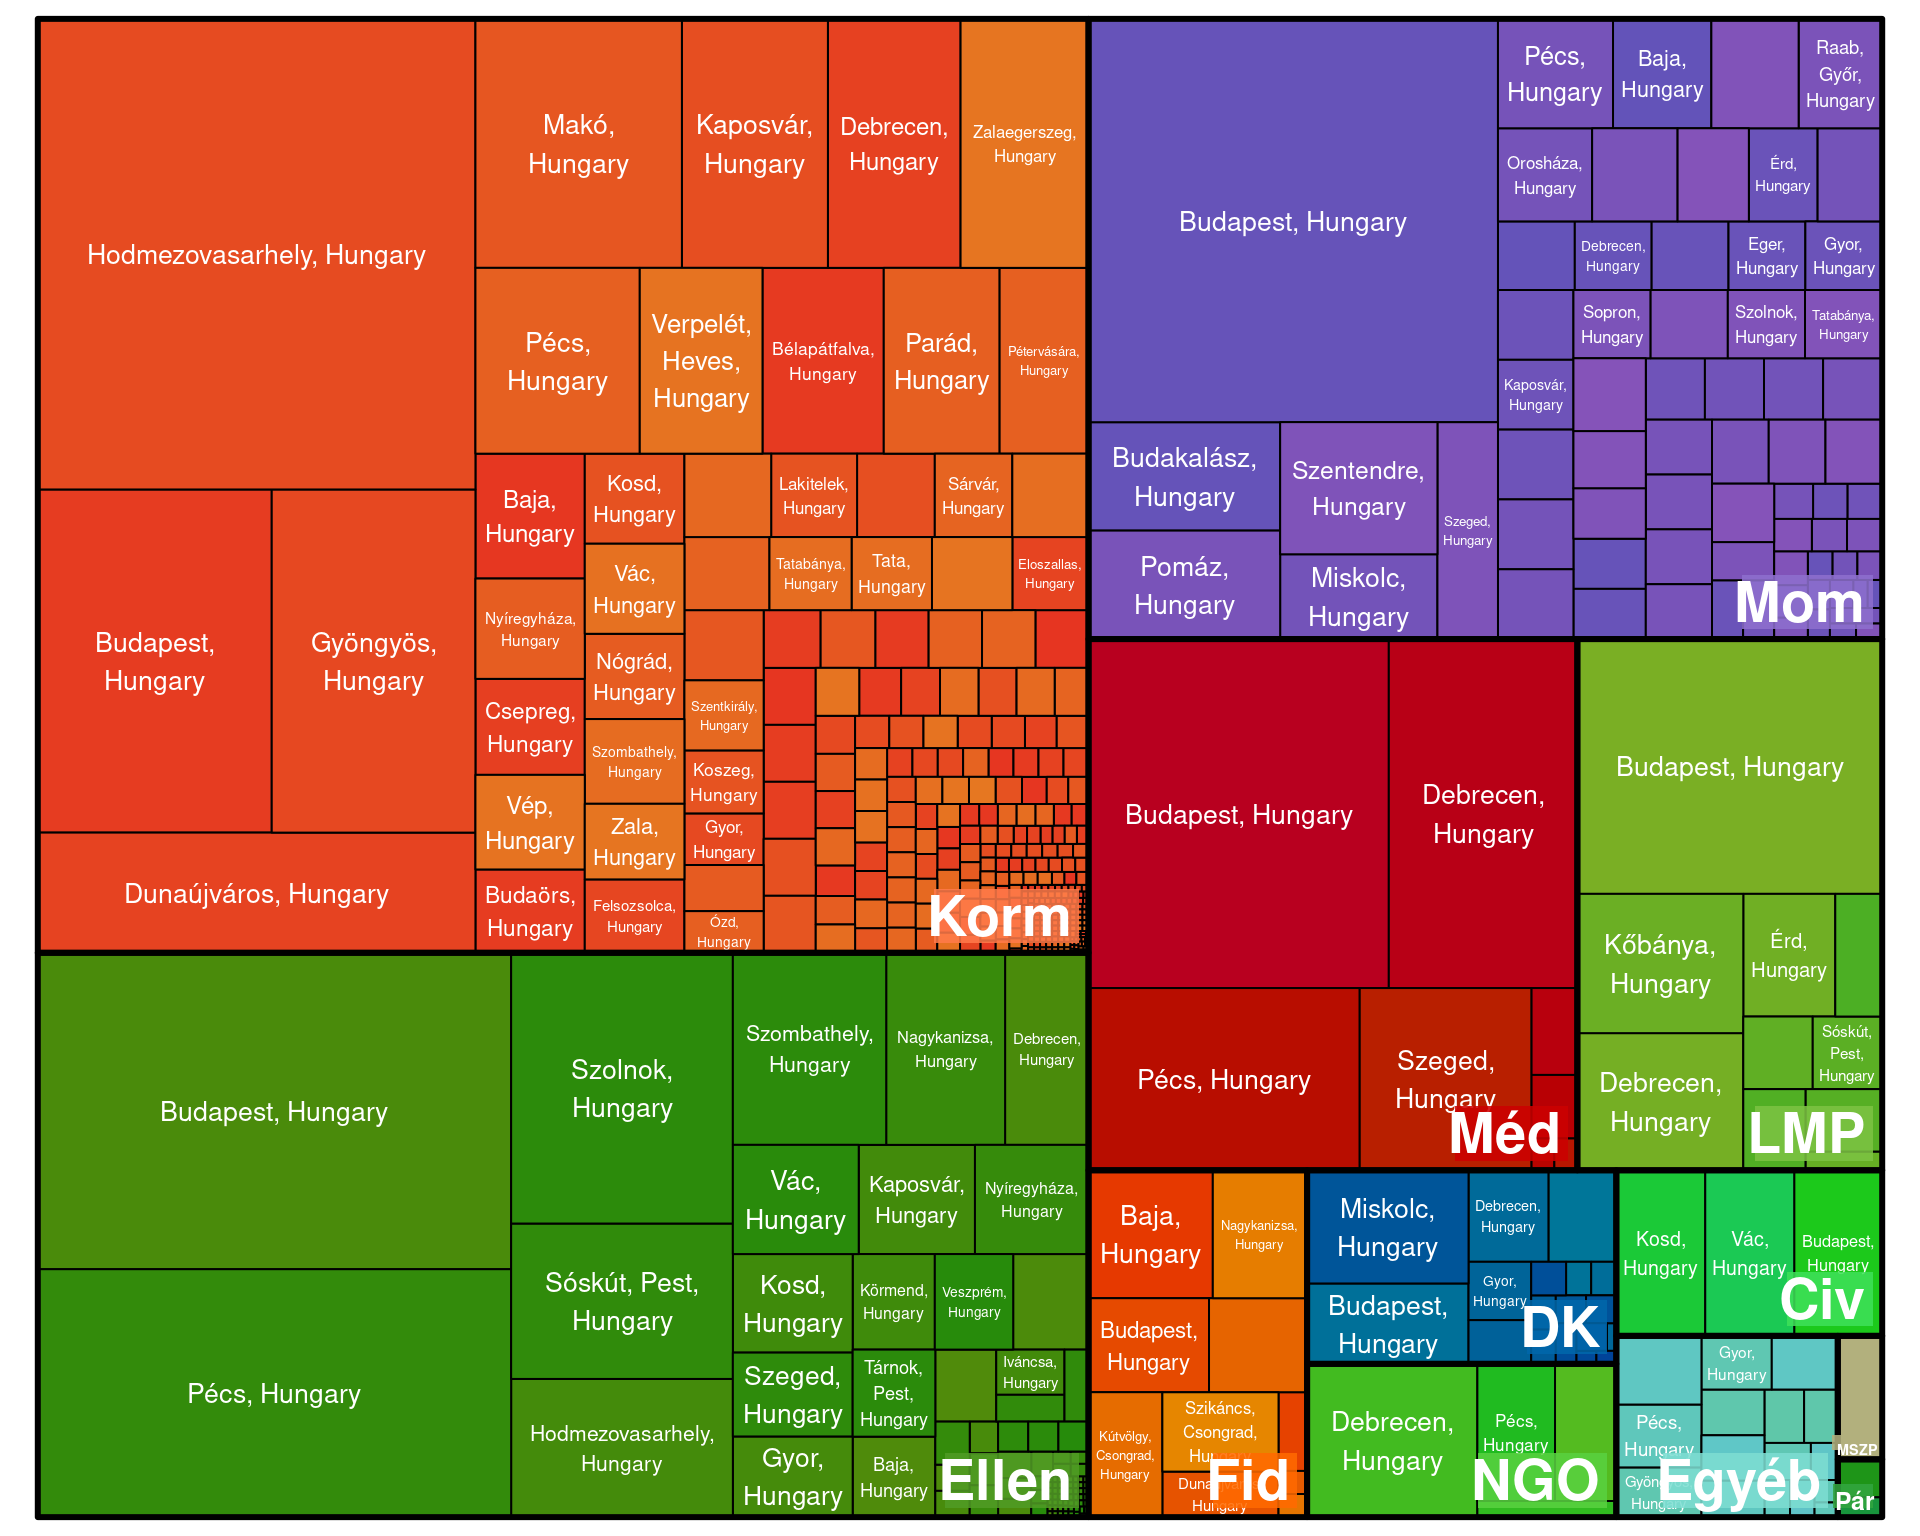 Hodmezovasarhely, Hungary
Makó,
Hungary
Kaposvár,
Hungary
Debrecen,
Hungary
Zalaegerszeg,
Hungary
Pécs,
Hungary
Verpelét,
Heves,
Hungary
Bélapátfalva,
Hungary
Parád,
Hungary
Pétervására,
Hungary
Budapest,
Hungary
Gyöngyös,
Hungary
Dunaújváros, Hungary
Baja,
Hungary
Nyíregyháza,
Hungary
Csepreg,
Hungary
Vép,
Hungary
Budaörs,
Hungary
Kosd,
Hungary
Vác,
Hungary
Nógrád,
Hungary
Szombathely,
Hungary
Zala,
Hungary
Felsozsolca,
Hungary
Lakitelek,
Hungary
Sárvár,
Hungary
Tatabánya,
Hungary
Tata,
Hungary
Eloszallas,
Hungary
Szentkirály,
Hungary
Koszeg,
Hungary
Gyor,
Hungary
Ózd,
Hungary
Korm
Budapest, Hungary
Pécs,
Hungary
Baja,
Hungary
Raab,
Győr,
Hungary
Orosháza,
Hungary
Érd,
Hungary
Debrecen,
Hungary
Eger,
Hungary
Gyor,
Hungary
Sopron,
Hungary
Szolnok,
Hungary
Tatabánya,
Hungary
Kaposvár,
Hungary
Budakalász,
Hungary
Szentendre,
Hungary
Szeged,
Hungary
Pomáz,
Hungary
Miskolc,
Hungary
Mom
Budapest, Hungary
Debrecen,
Hungary
Pécs, Hungary
Szeged,
Hungary
Méd
Budapest, Hungary
Kőbánya,
Hungary
Érd,
Hungary
Debrecen,
Hungary
Sóskút,
Pest,
Hungary
LMP
Budapest, Hungary
Pécs, Hungary
Szolnok,
Hungary
Sóskút, Pest,
Hungary
Hodmezovasarhely,
Hungary
Szombathely,
Hungary
Nagykanizsa,
Hungary
Debrecen,
Hungary
Vác,
Hungary
Kaposvár,
Hungary
Nyíregyháza,
Hungary
Kosd,
Hungary
Körmend,
Hungary
Veszprém,
Hungary
Szeged,
Hungary
Tárnok,
Pest,
Hungary
Iváncsa,
Hungary
Gyor,
Hungary
Baja,
Hungary
Ellen
Baja,
Hungary
Nagykanizsa,
Hungary
Budapest,
Hungary
Kútvölgy,
Csongrad,
Hungary
Szikáncs,
Csongrad,
Hungary
Dunaújváros,
Hungary
Fid
Miskolc,
Hungary
Debrecen,
Hungary
Budapest,
Hungary
Gyor,
Hungary
DK
Debrecen,
Hungary
Pécs,
Hungary
NGO
Kosd,
Hungary
Vác,
Hungary
Budapest,
Hungary
Civ
Gyor,
Hungary
Pécs,
Hungary
Gyöngyös,
Hungary
Egyéb
MSZP
Pár